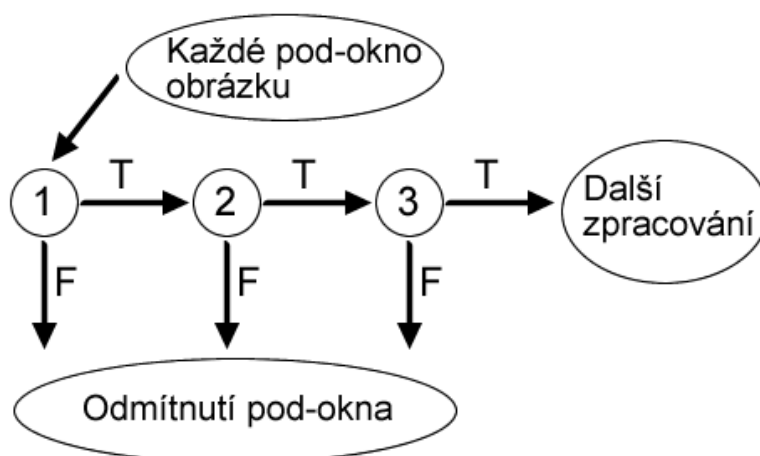 Každé pod-okno
obrázku
T
T
T
1
2
3
Další
zpracování
F
F
F
Odmítnutí pod-okna